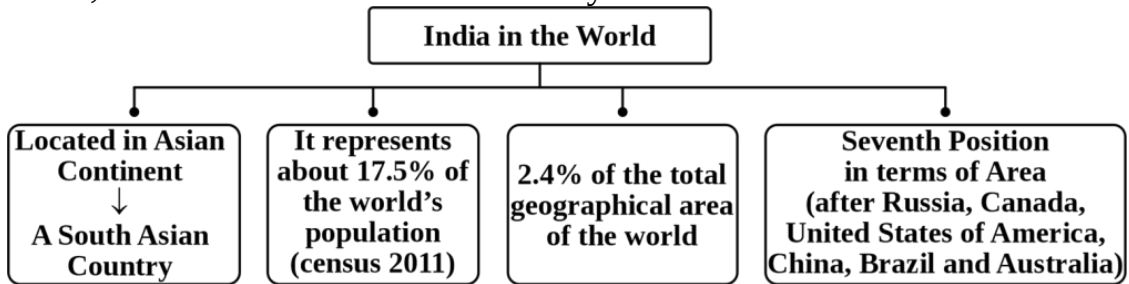 India in the World
Located in Asian
Continent
↓
A South Asian
Country
It represents
about 17.5% of
the world's
population
(census 2011)
2.4% of the total
geographical area
of the world
Seventh Position
in terms of Area
(after Russia, Canada,
United States of America,
China, Brazil and Australia)